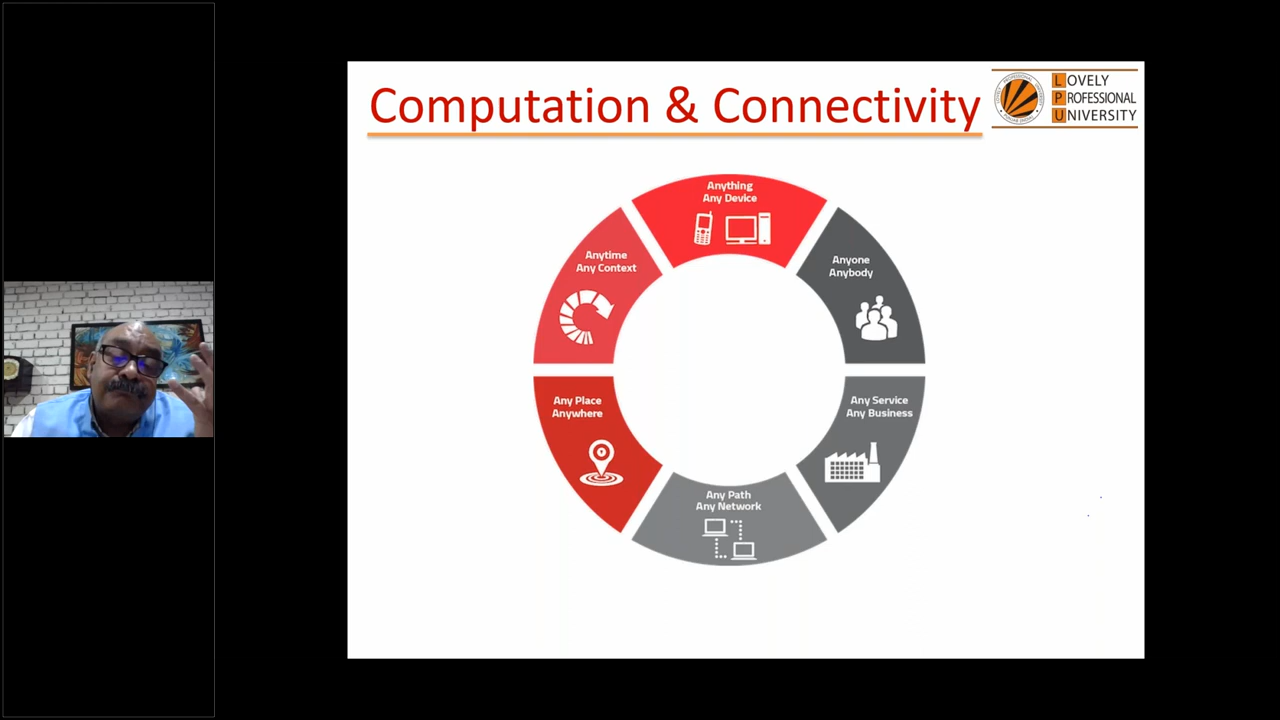 Computation & Connectivity
LOVELY
PROFESSIONAL
UNIVERSITY
Anything
Any Device
Anyone
Anybody
Any Service
Any Business
Any Path
Any Network
Any Place
Anywhere
Anytime
Any Context